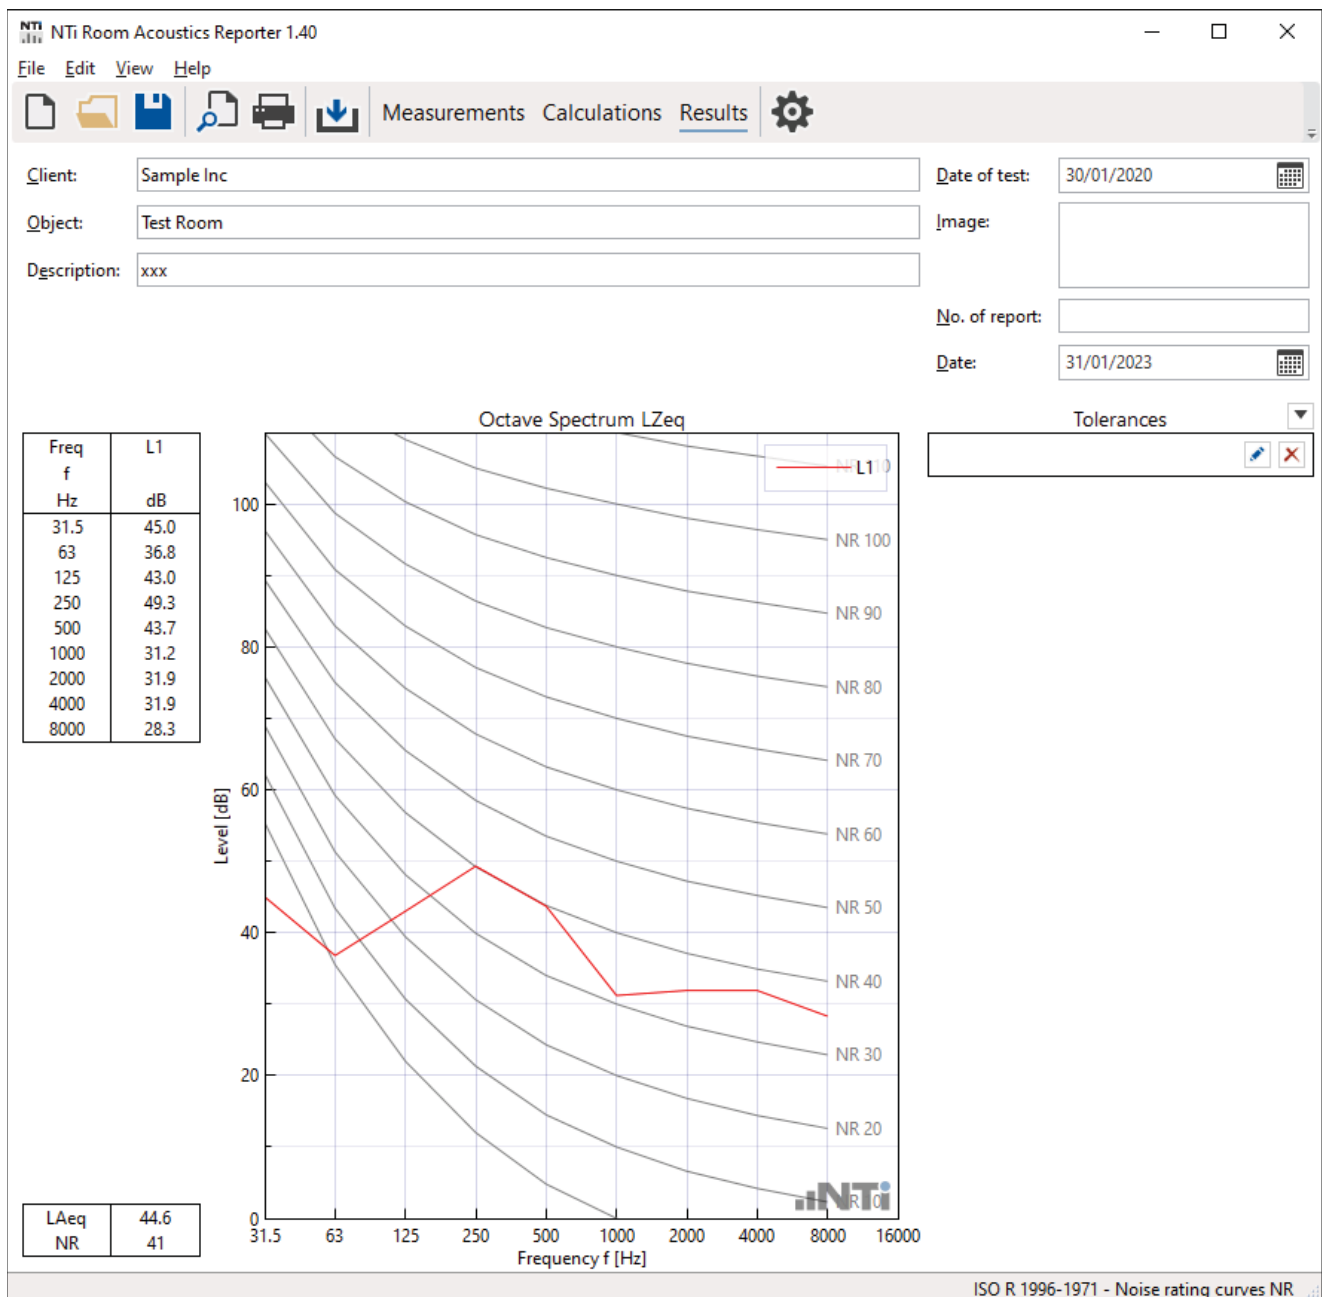 NTi Room Acoustics Reporter 1.40
File Edit View Help
Measurements Calculations Results
Client: Sample Inc
Date of test: 30/01/2020
Object: Test Room
Image:
Description: xxx
No. of report:
Date: 31/01/2023
Octave Spectrum LZeq
Tolerances
Freq L1
f
Hz dB
31.5 45.0
63 36.8
125 43.0
250 49.3
500 43.7
1000 31.2
2000 31.9
4000 31.9
8000 28.3
LAeq 44.6
NR 41
Level [dB]
100
80
60
40
20
0
L1
NR 100
NR 90
NR 80
NR 70
NR 60
NR 50
NR 40
NR 30
NR 20
NTi
31.5 63 125 250 500 1000 2000 4000 8000 16000
Frequency f [Hz]
ISO R 1996-1971 - Noise rating curves NR